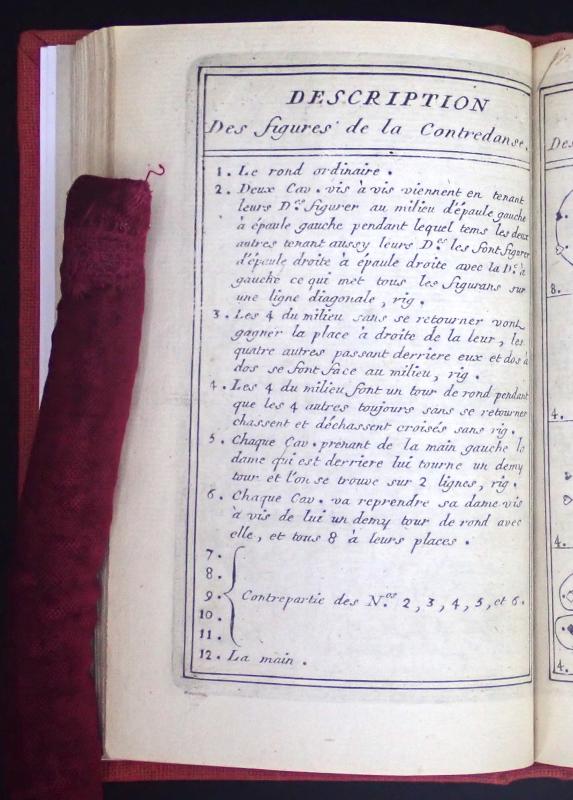 DESCRIPTION
Des figures de la Contredanse.
1. Le rond ordinaire.
2. Deux Cav. vis à vis viennent en tenant
leurs D.es figurer au milieu d'épaule gauche
à épaule gauche pendant lequel tems les deux
autres tenant aussy leurs D.es les font figurer
d'épaule droite à épaule droite avec la D.e à
gauche ce qui met tous les figurans sur
une ligne diagonale, rig.
3. Les 4 du milieu sans se retourner vont
gagner la place à droite de la leur, les
quatre autres passant derriere eux et dos à
dos se font face au milieu, rig.
4. Les 4 du milieu font un tour de rond pendant
que les 4 autres toujours sans se retourner
chassent et déchassent croisés sans rig.
5. Chaque Cav. prenant de la main gauche la
dame qui est derriere lui tourne un demy
tour et l'on se trouve sur 2 lignes, rig.
6. Chaque Cav. va reprendre sa dame vis
à vis de lui un demy tour de rond avec
elle, et tous 8 à leurs places.
7.
8.
9. Contrepartie des N.os 2, 3, 4, 5, et 6.
10.
11.
12. La main.
Des
8.
4.
4.
4.